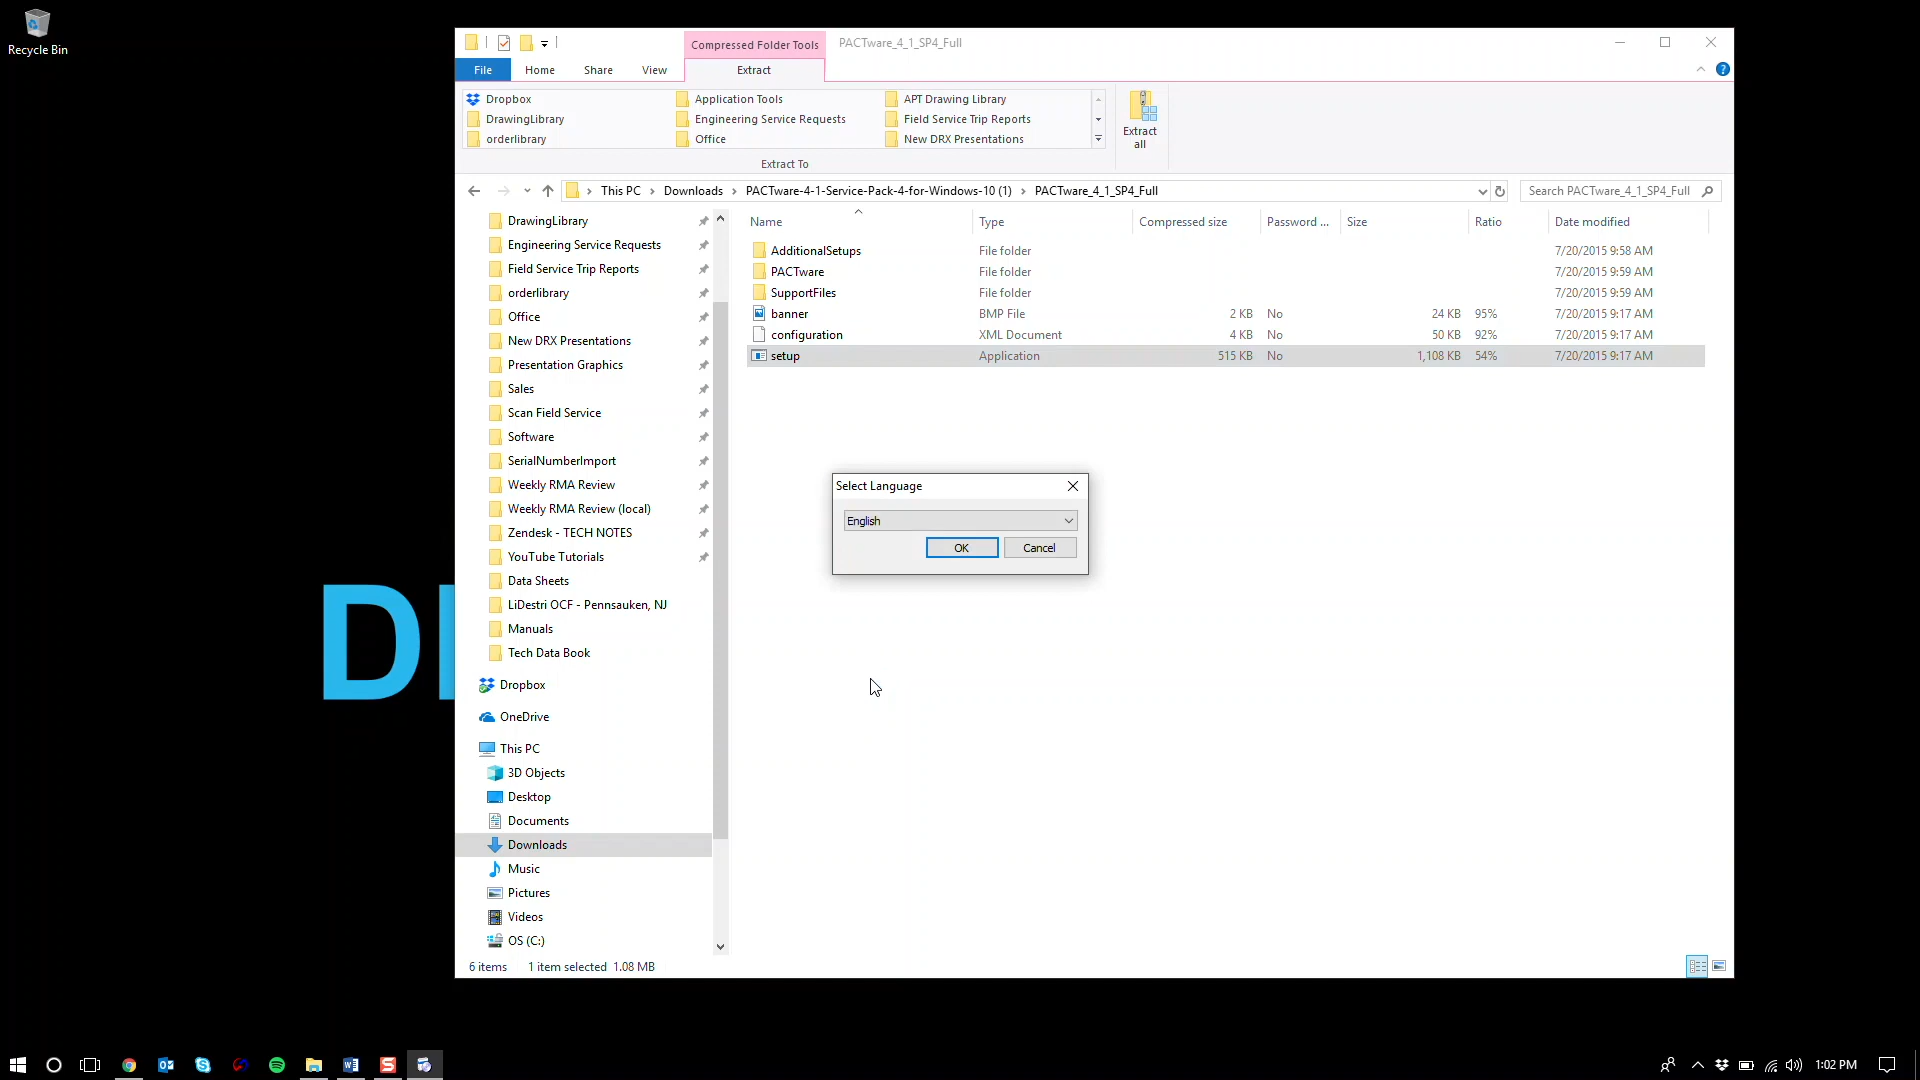 Recycle Bin
Compressed Folder Tools
PACTware_4_1_SP4_Full
File
Home
Share
View
Extract
Dropbox
Application Tools
APT Drawing Library
DrawingLibrary
Engineering Service Requests
Field Service Trip Reports
orderlibrary
Office
New DRX Presentations
Extract all
Extract To
This PC > Downloads > PACTware-4-1-Service-Pack-4-for-Windows-10 (1) > PACTware_4_1_SP4_Full
Search PACTware_4_1_SP4_Full
Name Type Compressed size Password ... Size Ratio Date modified
AdditionalSetups File folder 7/20/2015 9:58 AM
PACTware File folder 7/20/2015 9:59 AM
SupportFiles File folder 7/20/2015 9:59 AM
banner BMP File 2 KB No 24 KB 95% 7/20/2015 9:17 AM
configuration XML Document 4 KB No 50 KB 92% 7/20/2015 9:17 AM
setup Application 515 KB No 1,108 KB 54% 7/20/2015 9:17 AM
DrawingLibrary
Engineering Service Requests
Field Service Trip Reports
orderlibrary
Office
New DRX Presentations
Presentation Graphics
Sales
Scan Field Service
Software
SerialNumberImport
Weekly RMA Review
Weekly RMA Review (local)
Zendesk - TECH NOTES
YouTube Tutorials
Data Sheets
LiDestri OCF - Pennsauken, NJ
Manuals
Tech Data Book
Dropbox
OneDrive
This PC
3D Objects
Desktop
Documents
Downloads
Music
Pictures
Videos
OS (C:)
Select Language
English
OK
Cancel
6 items 1 item selected 1.08 MB
1:02 PM